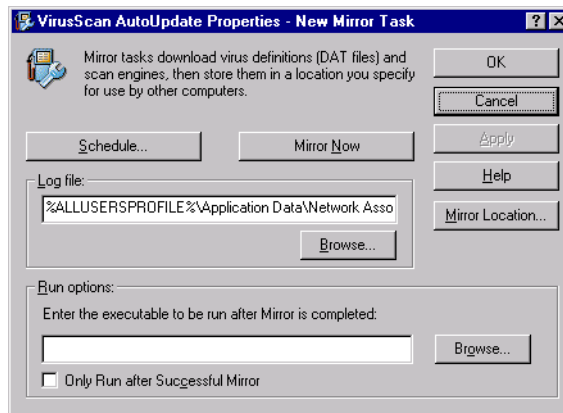 VirusScan AutoUpdate Properties - New Mirror Task
Mirror tasks download virus definitions (DAT files) and
scan engines, then store them in a location you specify
for use by other computers.
OK
Cancel
Schedule...
Mirror Now
Apply
Help
Log file:
%ALLUSERSPROFILE%\Application Data\Network Asso
Mirror Location...
Browse...
Run options:
Enter the executable to be run after Mirror is completed:
Browse...
Only Run after Successful Mirror